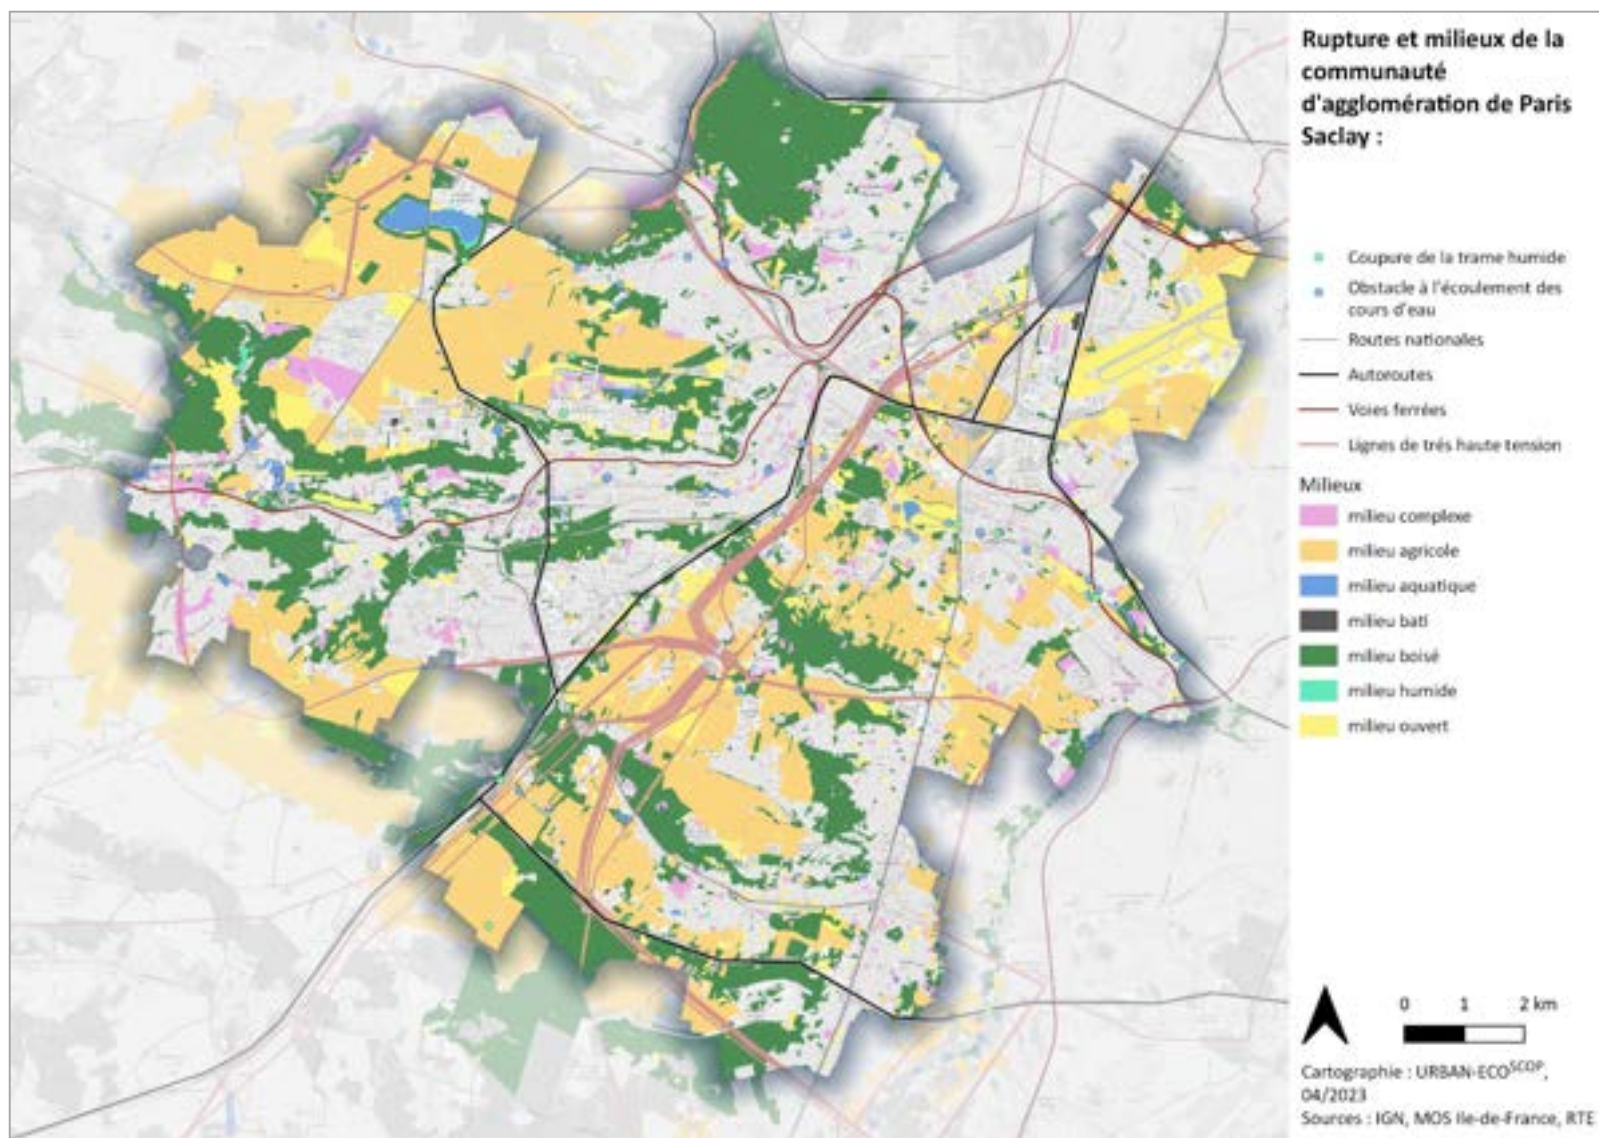 Rupture et milieux de la
communauté
d'agglomération de Paris
Saclay :
Coupure de la trame humide
Obstacle à l'écoulement des
cours d'eau
Routes nationales
Autoroutes
Voies ferrées
Lignes de trés haute tension
Milieux
milieu complexe
milieu agricole
milieu aquatique
milieu bati
milieu boisé
milieu humide
milieu ouvert
0 1 2 km
Cartographie : URBAN-ECO SCOP,
04/2023
Sources : IGN, MOS Ile-de-France, RTE